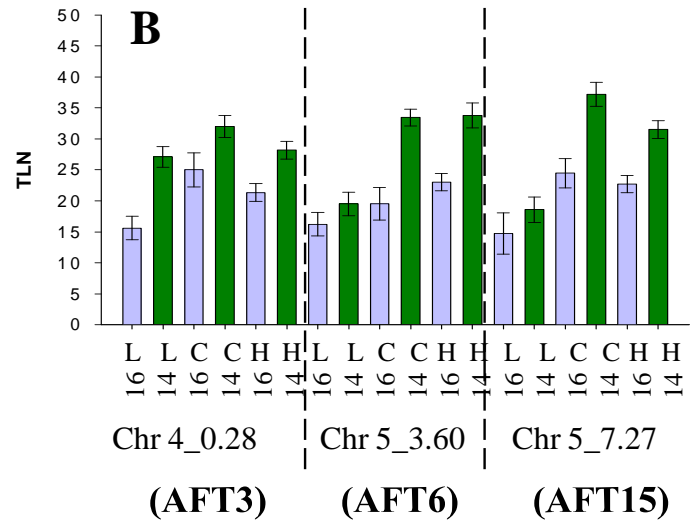 B
50
45
40
35
30
25
20
15
10
5
0
TLN
L L C C H H L L C C H H L L C C H H
16 14 16 14 16 14 16 14 16 14 16 14 16 14 16 14 16 14
Chr 4_0.28 Chr 5_3.60 Chr 5_7.27
(AFT3) (AFT6) (AFT15)